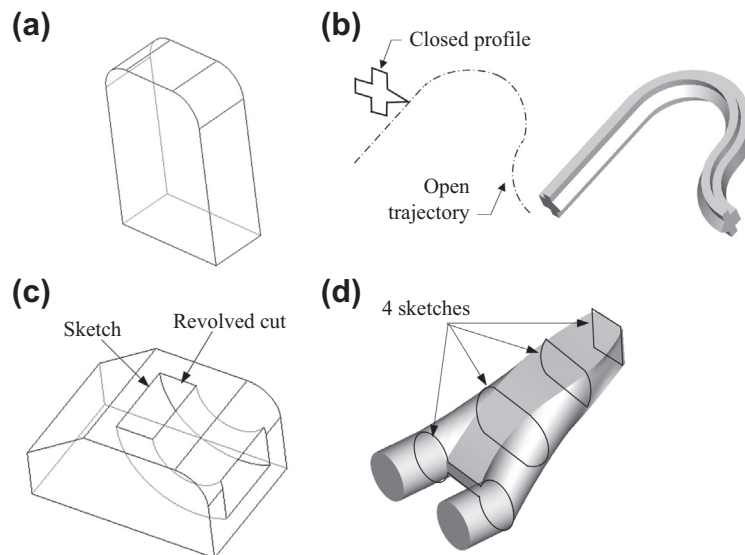 (a)
(b)
Closed profile
Open
trajectory
(c)
Sketch
Revolved cut
(d)
4 sketches